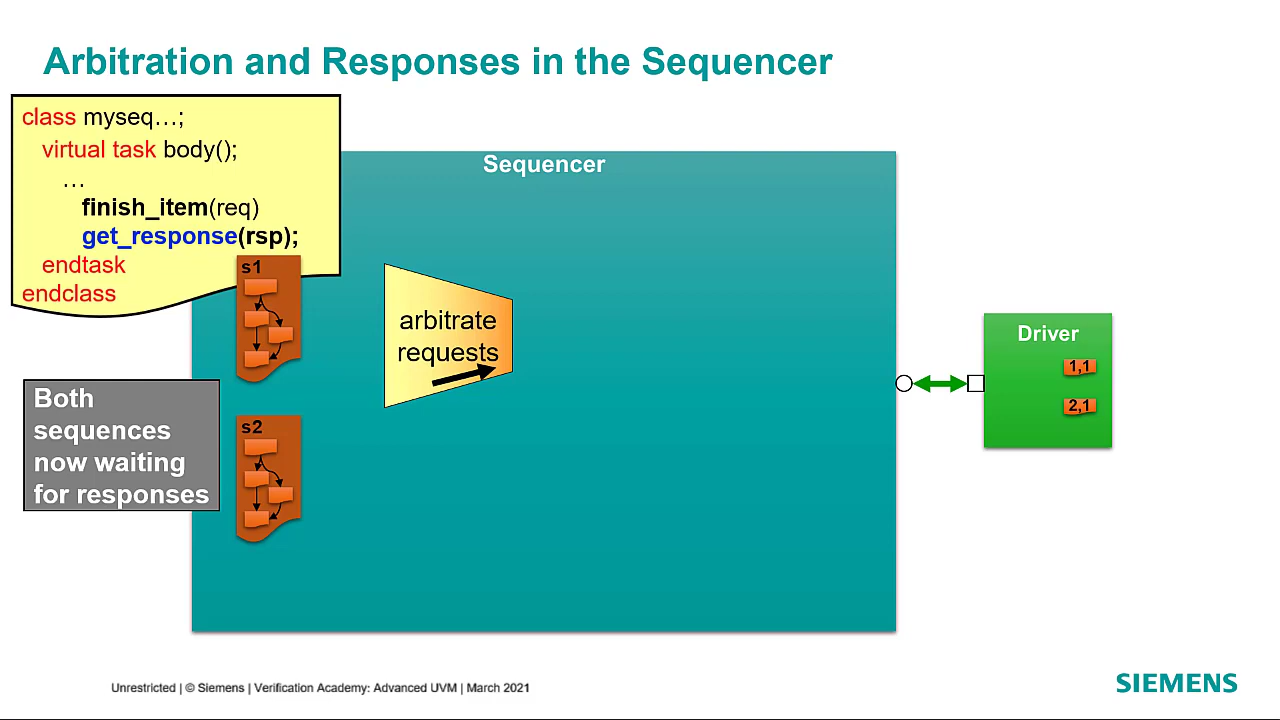 Arbitration and Responses in the Sequencer
class myseq…;
virtual task body();
…
finish_item(req)
get_response(rsp);
endtask
endclass
Sequencer
s1
arbitrate
requests
Driver
1,1
2,1
Both
sequences
now waiting
for responses
s2
Unrestricted | © Siemens | Verification Academy: Advanced UVM | March 2021
SIEMENS